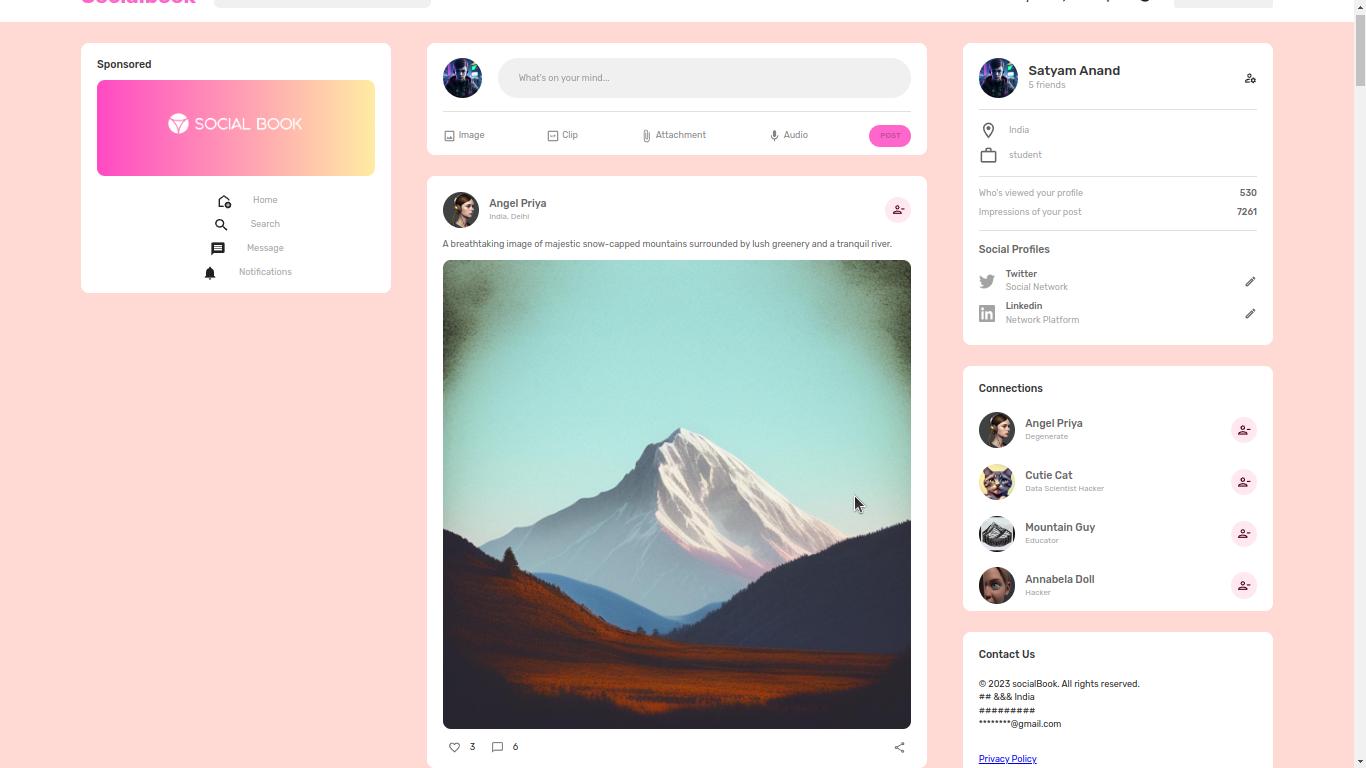 Socialbook
Sponsored
SOCIAL BOOK
Home
Search
Message
Notifications
What's on your mind...
Image
Clip
Attachment
Audio
POST
Angel Priya
India, Delhi
A breathtaking image of majestic snow-capped mountains surrounded by lush greenery and a tranquil river.
3
6
Satyam Anand
5 friends
India
student
Who's viewed your profile 530
Impressions of your post 7261
Social Profiles
Twitter
Social Network
Linkedin
Network Platform
Connections
Angel Priya
Degenerate
Cutie Cat
Data Scientist Hacker
Mountain Guy
Educator
Annabela Doll
Hacker
Contact Us
© 2023 socialBook. All rights reserved.
## &&& India
#########
********@gmail.com
Privacy Policy